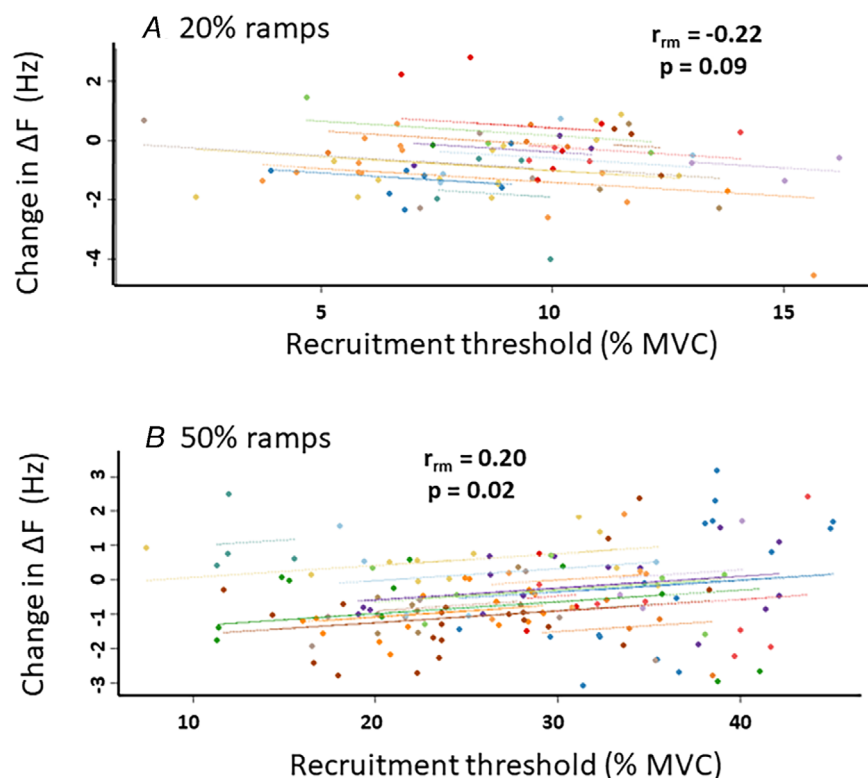 A 20% ramps
r_rm = -0.22
p = 0.09
Change in ΔF (Hz)
2
0
-2
-4
5 10 15
Recruitment threshold (% MVC)
B 50% ramps
r_rm = 0.20
p = 0.02
Change in ΔF (Hz)
3
2
1
0
-1
-2
-3
10 20 30 40
Recruitment threshold (% MVC)